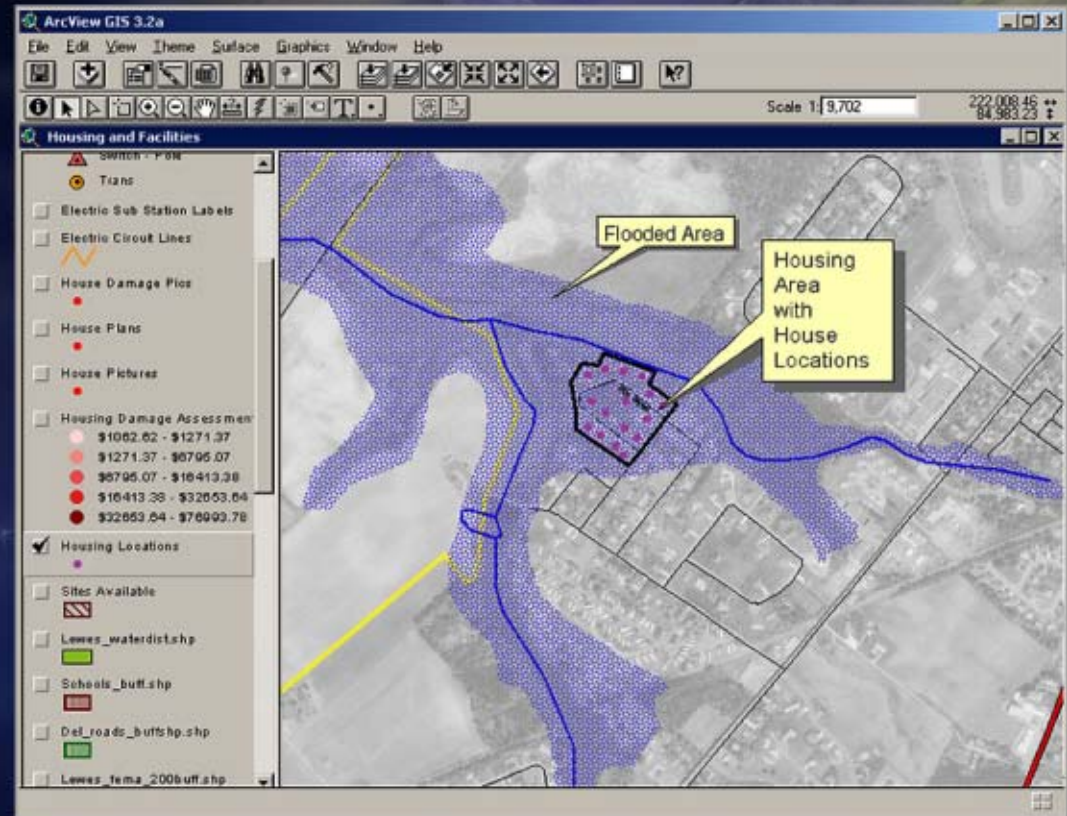 ArcView GIS 3.2a
File Edit View Theme Surface Graphics Window Help
Scale 1: 9,702
222,008.46
84,983.23
Housing and Facilities
Switch - Pole
Trans
Electric Sub Station Labels
Electric Circuit Lines
House Damage Pics
House Plans
House Pictures
Housing Damage Assessmen
$1062.62 - $1271.37
$1271.37 - $6795.07
$6795.07 - $16413.38
$16413.38 - $32653.64
$32653.64 - $76993.78
Housing Locations
Sites Available
Lewes_waterdist.shp
Schools_buff.shp
Del_roads_buffshp.shp
Lewes_fema_200buff.shp
Flooded Area
Housing
Area
with
House
Locations